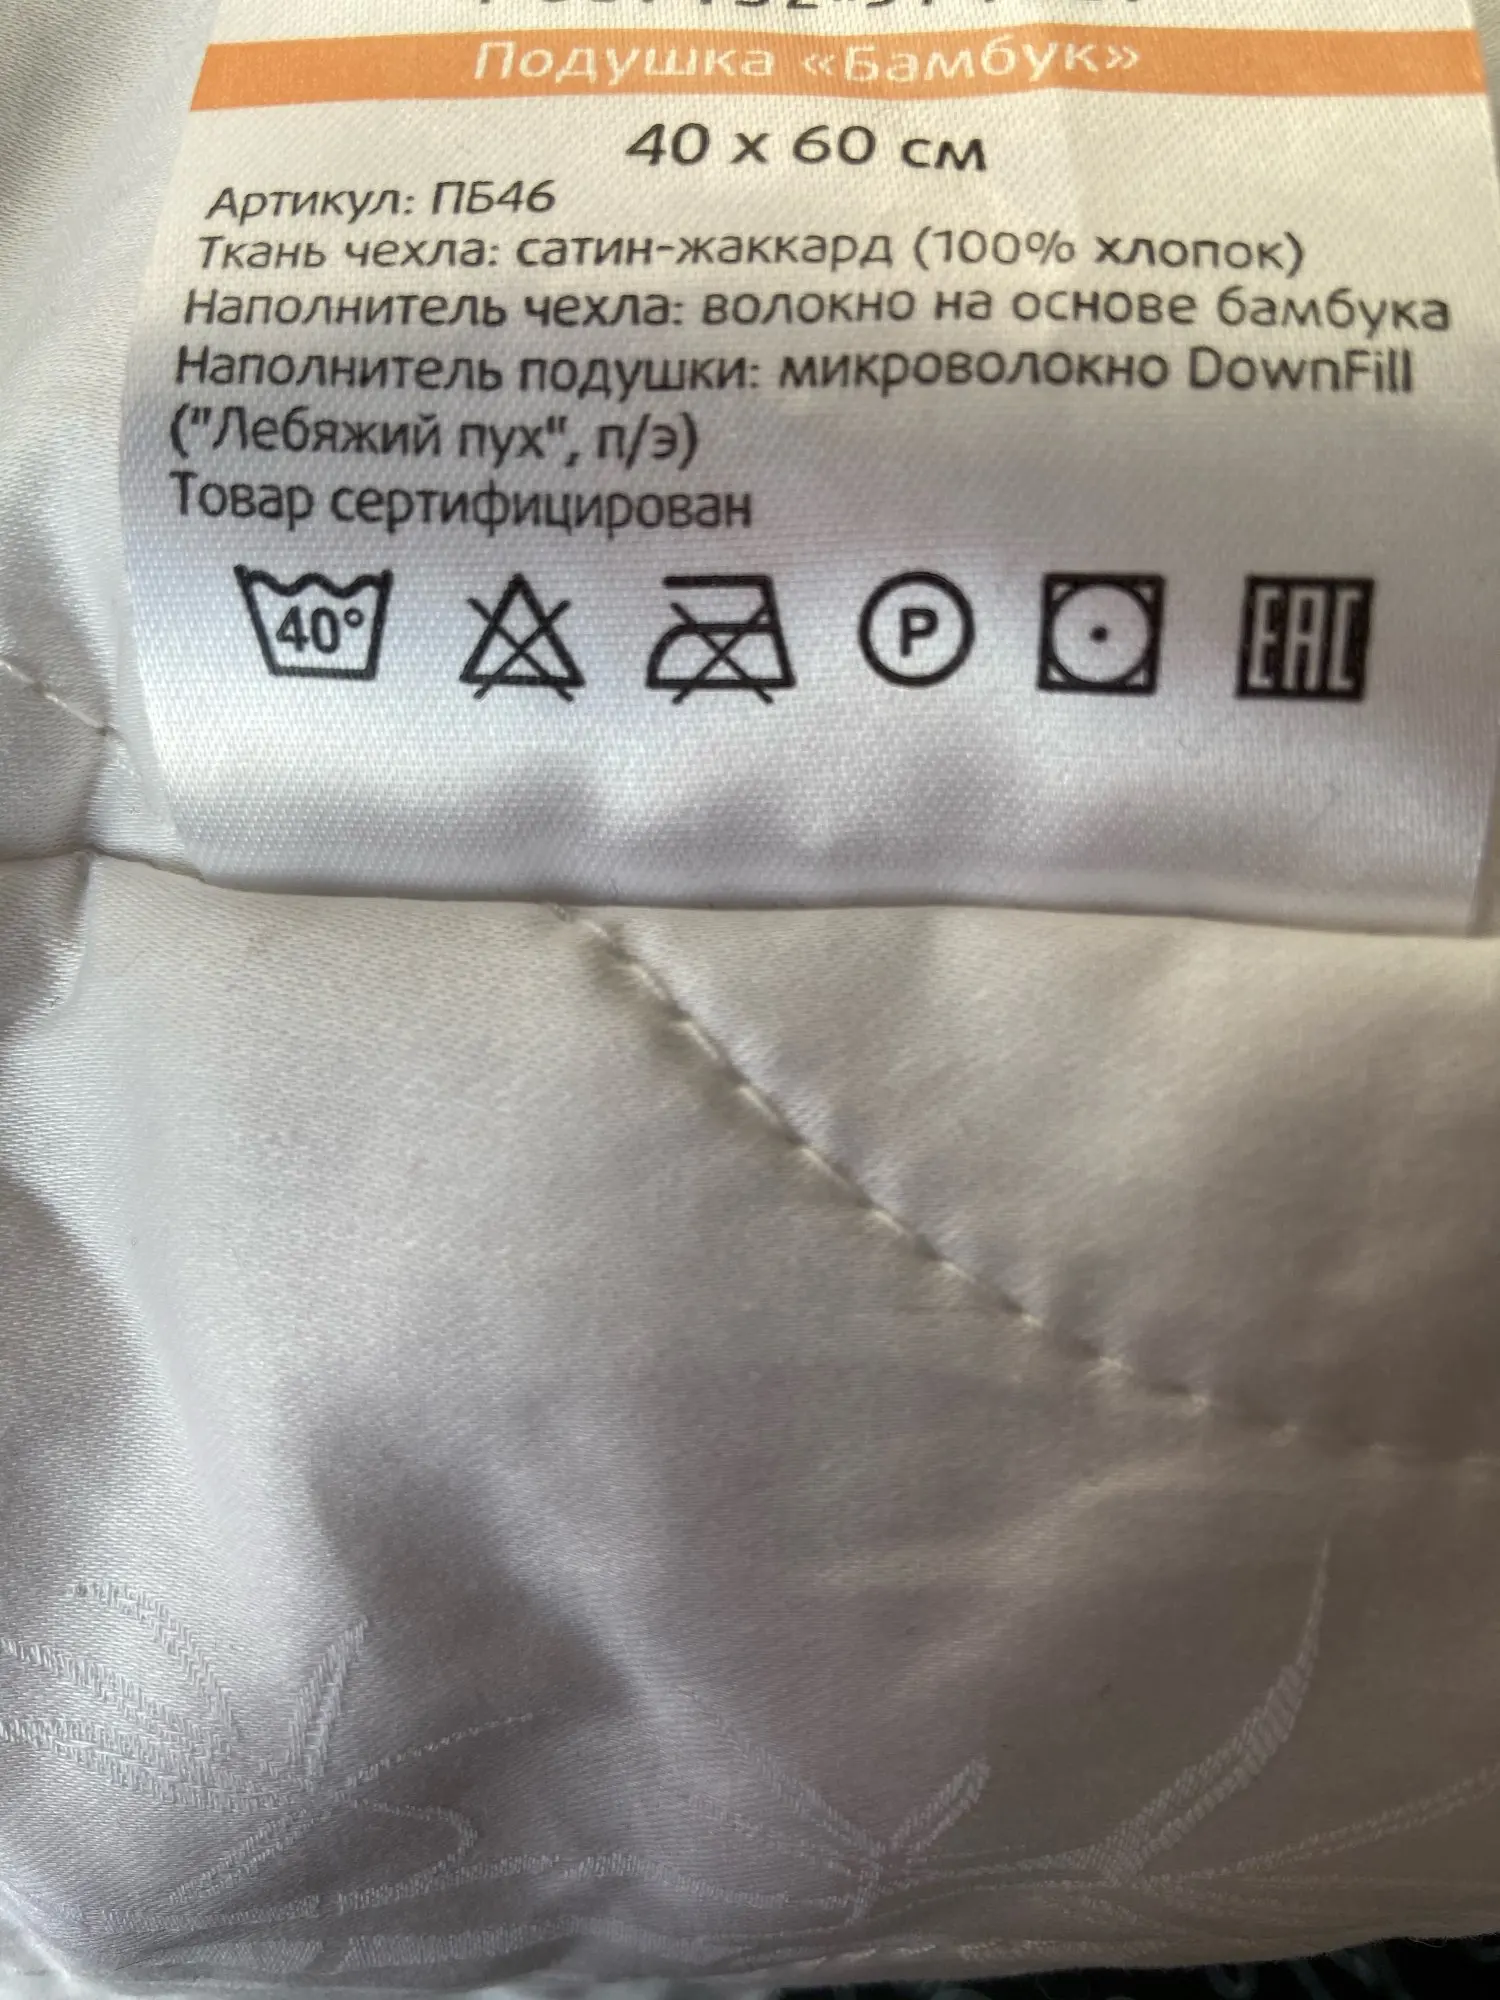 Подушка «Бамбук»
40 х 60 см
Артикул: ПБ46
Ткань чехла: сатин-жаккард (100% хлопок)
Наполнитель чехла: волокно на основе бамбука
Наполнитель подушки: микроволокно DownFill
("Лебяжий пух", п/э)
Товар сертифицирован
40° P EAC